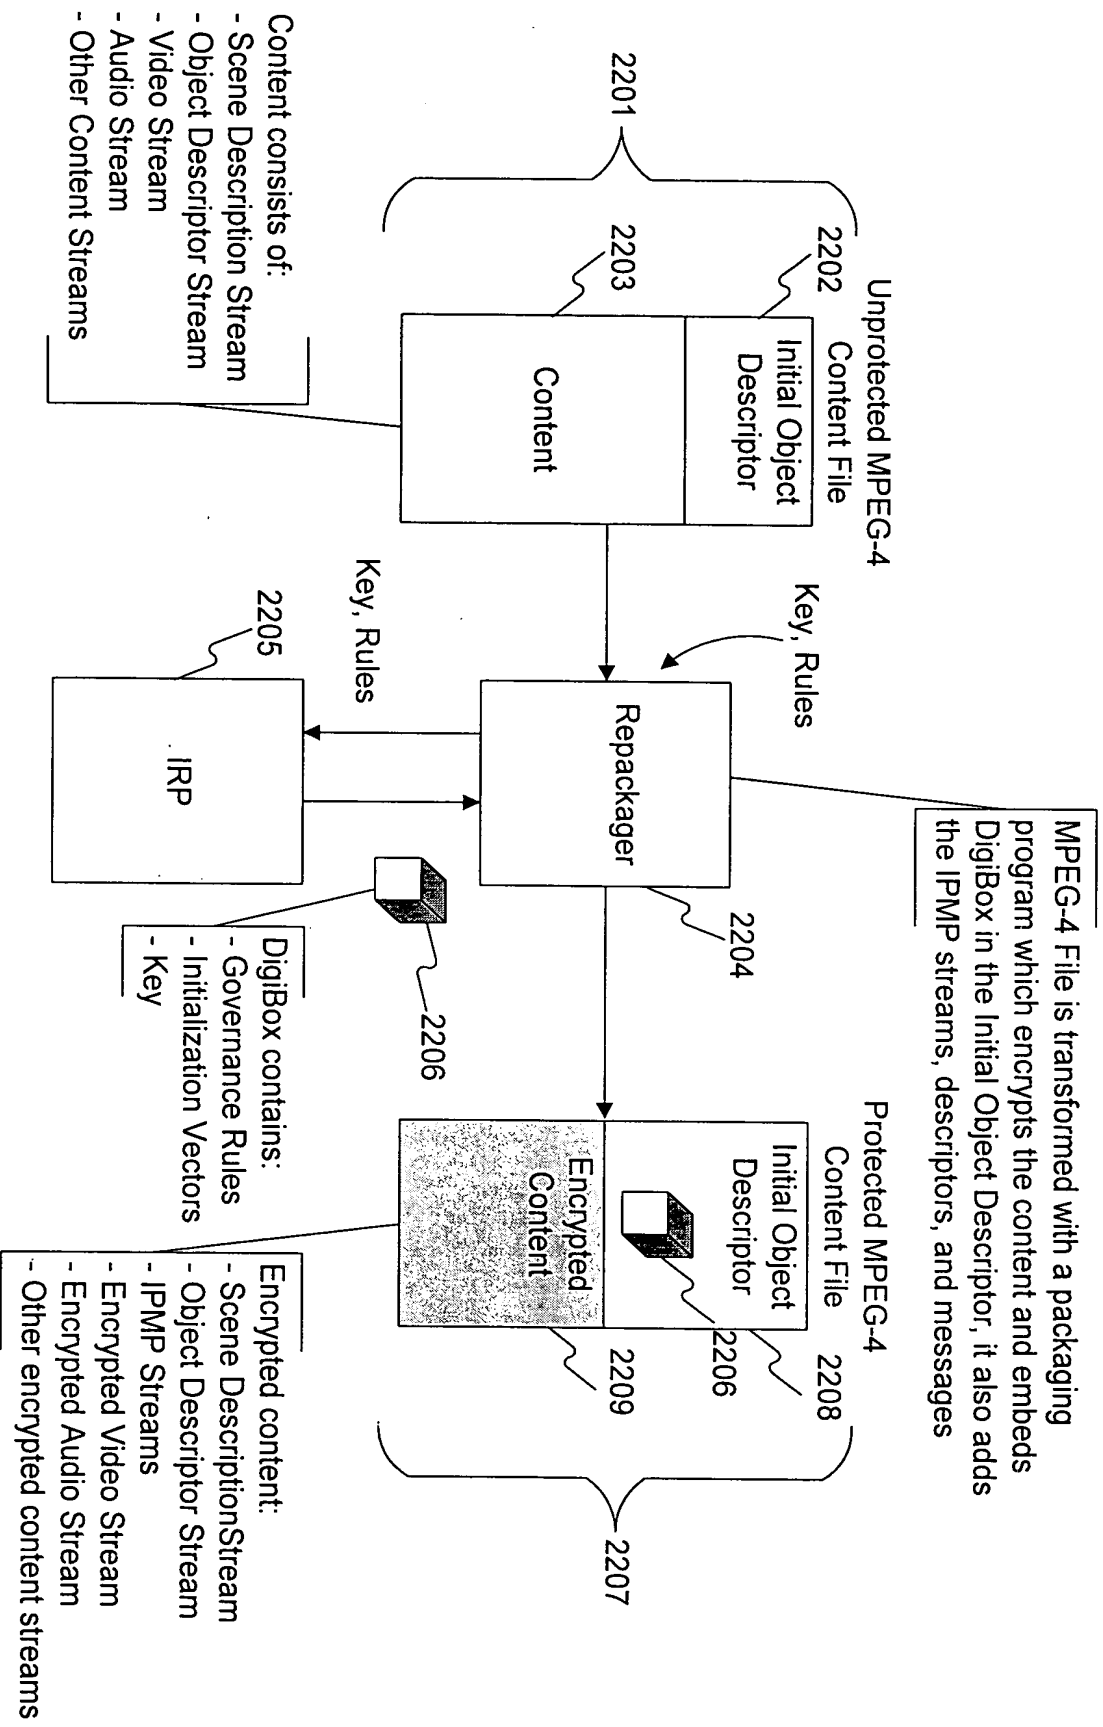 MPEG-4 File is transformed with a packaging
program which encrypts the content and embeds
DigiBox in the Initial Object Descriptor, it also adds
the IPMP streams, descriptors, and messages
Unprotected MPEG-4
Content File
2201
2202
Initial Object
Descriptor
2203
Content
Content consists of:
- Scene Description Stream
- Object Descriptor Stream
- Video Stream
- Audio Stream
- Other Content Streams
Key, Rules
Repackager
2204
Key, Rules
2205
IRP
2206
DigiBox contains:
- Governance Rules
- Initialization Vectors
- Key
Protected MPEG-4
Content File
Initial Object
Descriptor
2208
2206
Encrypted
Content
2209
2207
Encrypted content:
- Scene DescriptionStream
- Object Descriptor Stream
- IPMP Streams
- Encrypted Video Stream
- Encrypted Audio Stream
- Other encrypted content streams